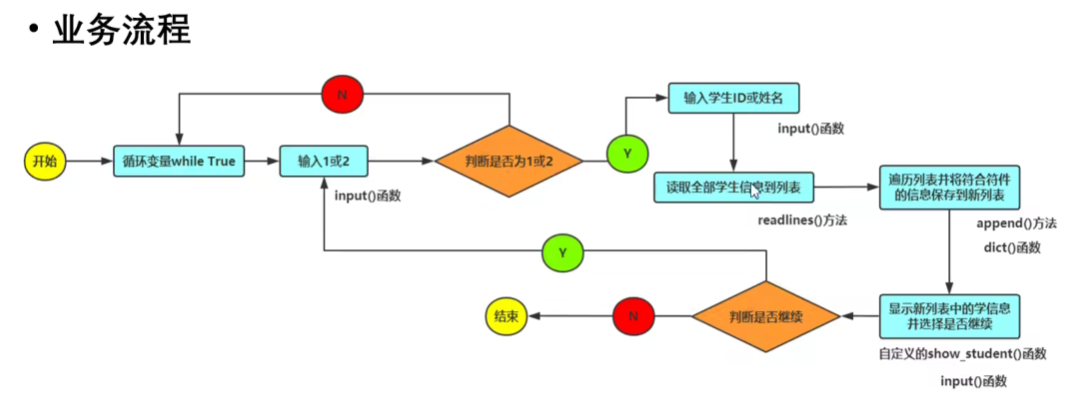 • 业务流程
N
开始
循环变量while True
输入1或2
input()函数
判断是否为1或2
Y
输入学生ID或姓名
input()函数
读取全部学生信息到列表
readlines()方法
遍历列表并将符合符件
的信息保存到新列表
append()方法
dict()函数
显示新列表中的学信息
并选择是否继续
自定义的show_student()函数
input()函数
判断是否继续
Y
N
结束